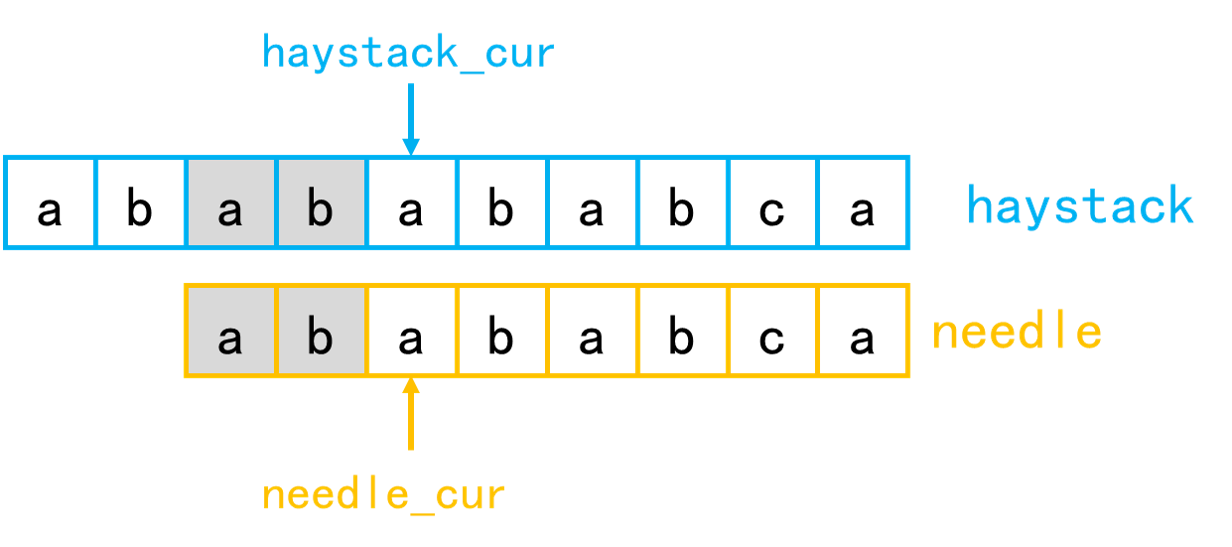 haystack_cur
a b a b a b a b c a haystack
a b a b a b c a needle
needle_cur